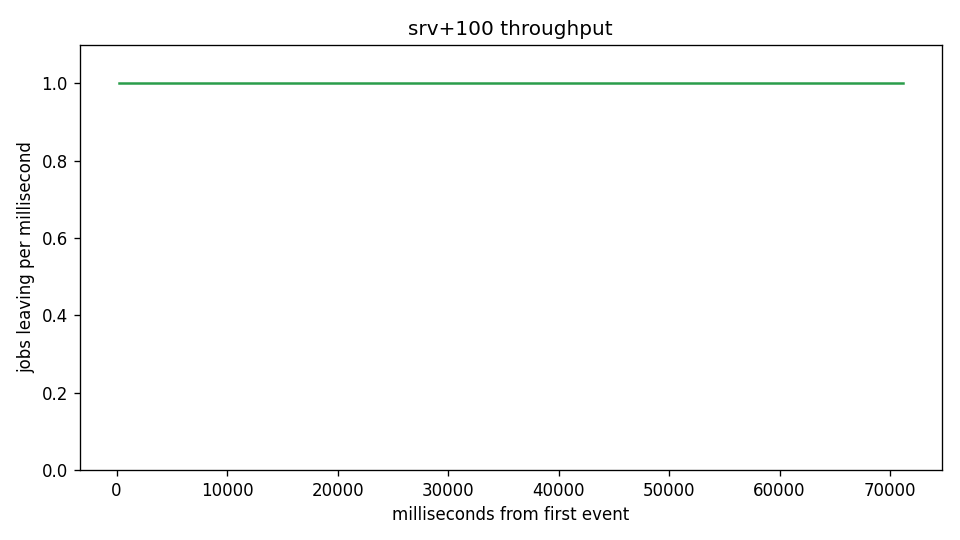 srv+100 throughput
jobs leaving per millisecond
1.0
0.8
0.6
0.4
0.2
0.0
0 10000 20000 30000 40000 50000 60000 70000
milliseconds from first event